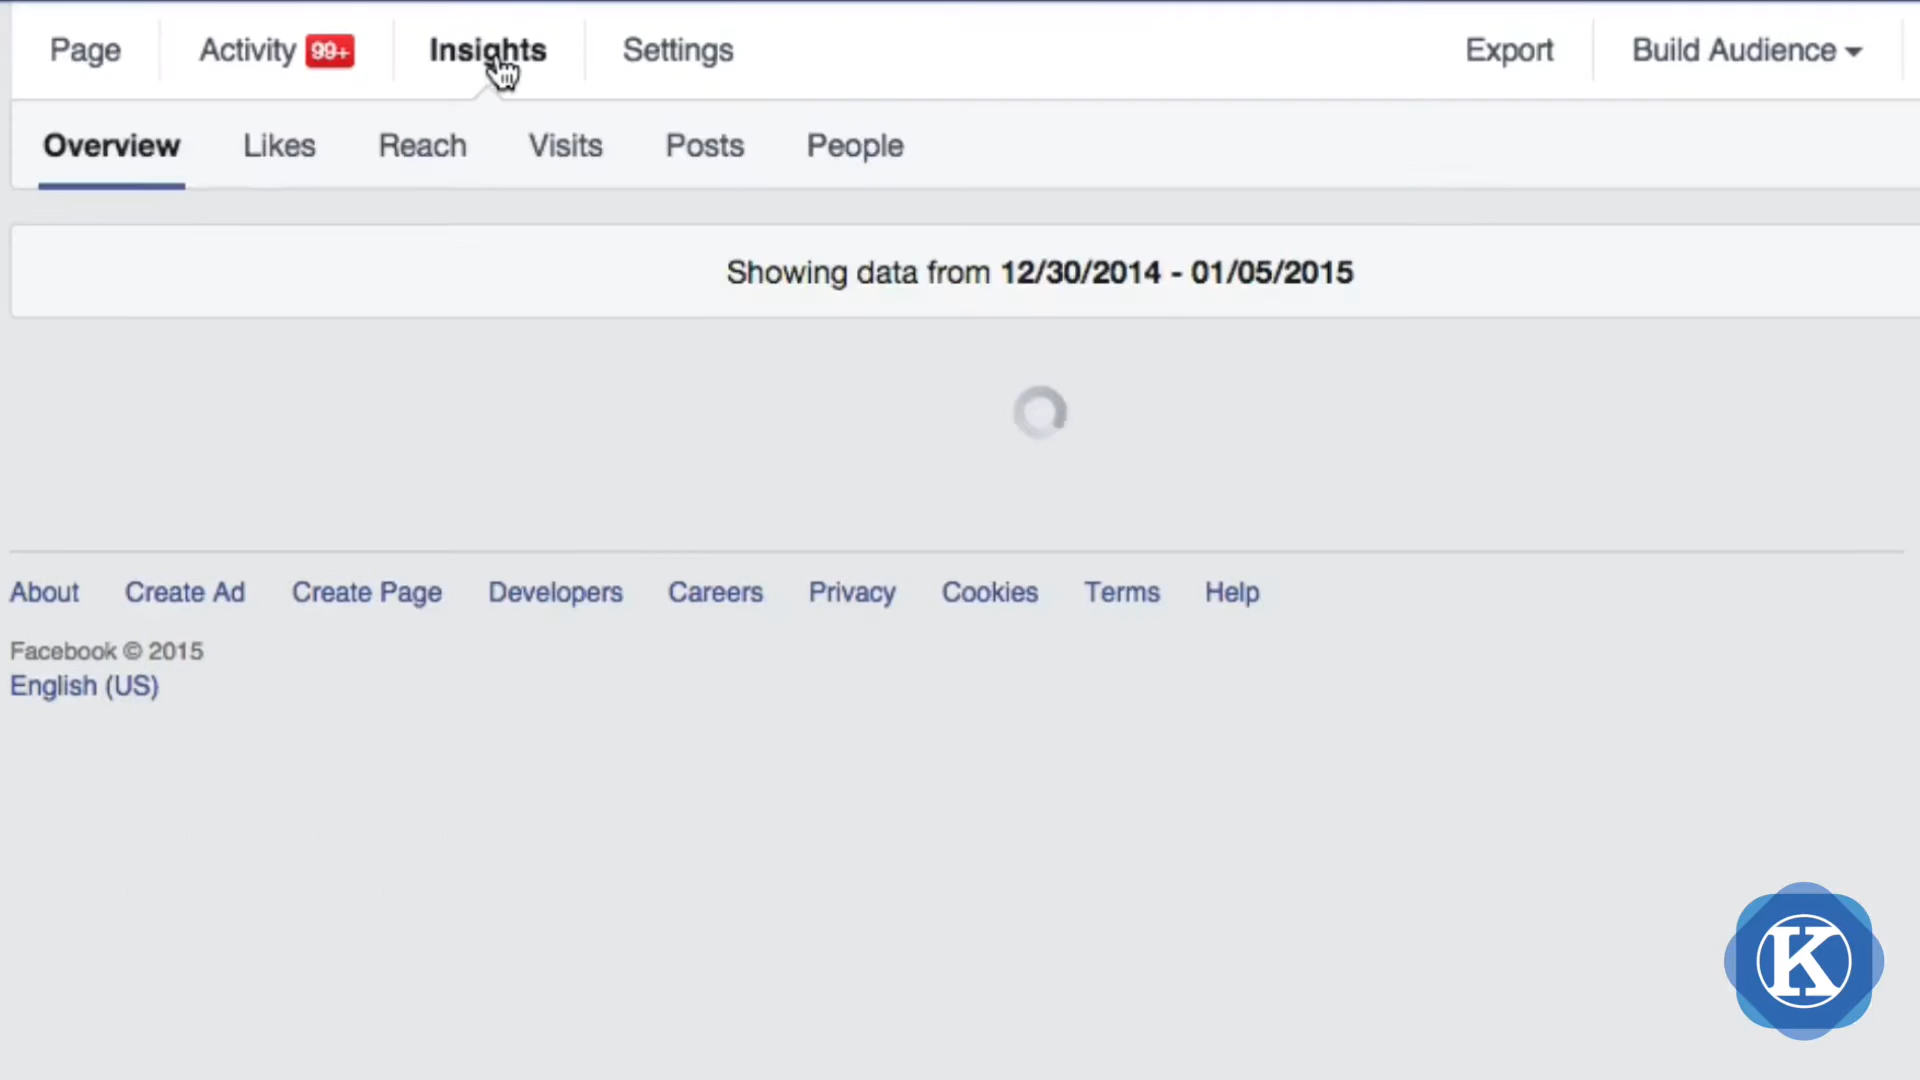 Page Activity 99+ Insights Settings Export Build Audience
Overview Likes Reach Visits Posts People
Showing data from 12/30/2014 - 01/05/2015
About Create Ad Create Page Developers Careers Privacy Cookies Terms Help
Facebook © 2015
English (US)
K